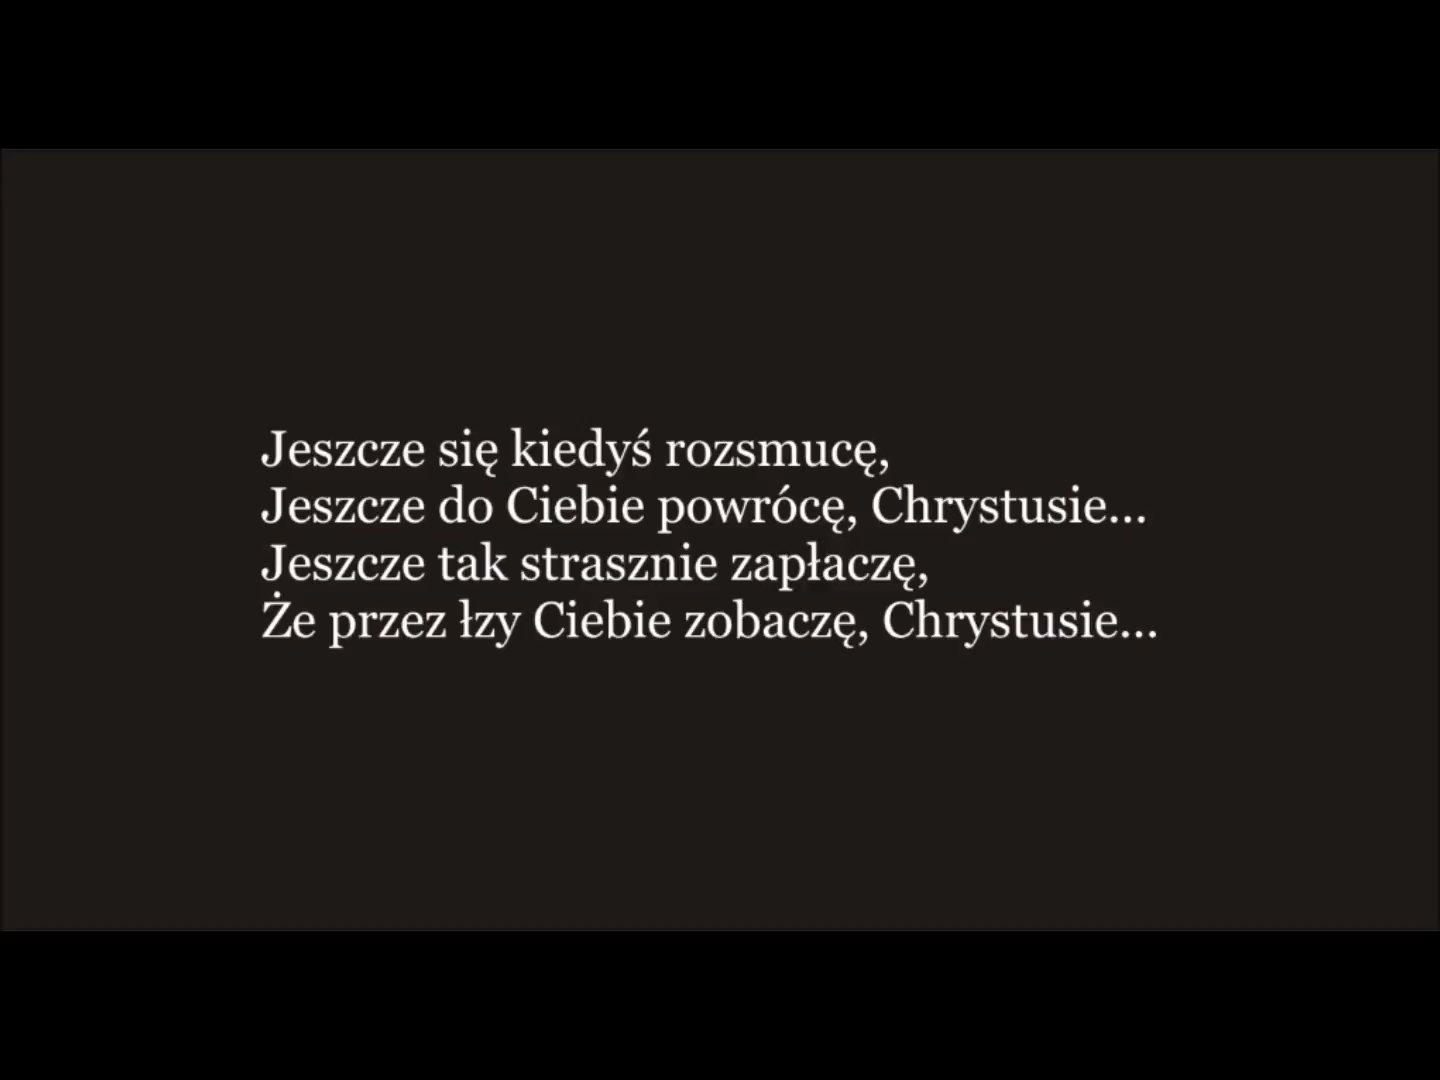 Jeszcze się kiedyś rozsmucę,
Jeszcze do Ciebie powrócę, Chrystusie...
Jeszcze tak strasznie zapłaczę,
Że przez łzy Ciebie zobaczę, Chrystusie...